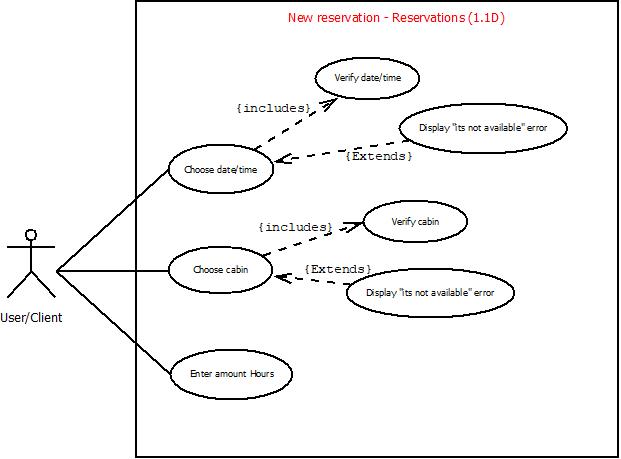 New reservation - Reservations (1.1D)
Verify date/time
{includes}
Display "its not available" error
{Extends}
Choose date/time
Verify cabin
{includes}
Choose cabin
{Extends}
Display "its not available" error
User/Client
Enter amount Hours